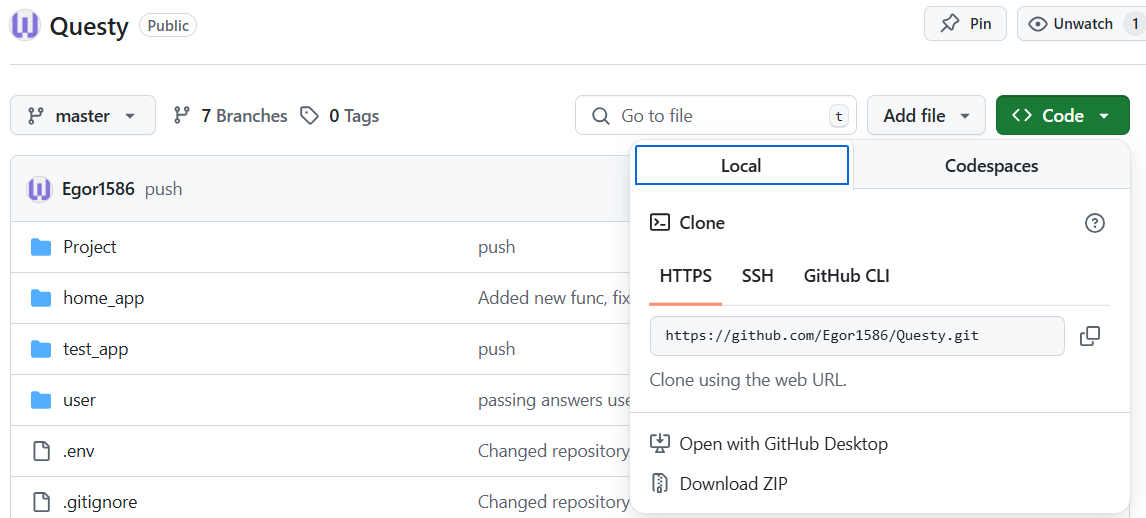 Questy Public Pin Unwatch 1
master 7 Branches 0 Tags Go to file t Add file Code
Local Codespaces
Egor1586 push
Clone
Project push
HTTPS SSH GitHub CLI
home_app Added new func, fix
https://github.com/Egor1586/Questy.git
test_app push
Clone using the web URL.
user passing answers use
Open with GitHub Desktop
.env Changed repository
Download ZIP
.gitignore Changed repository